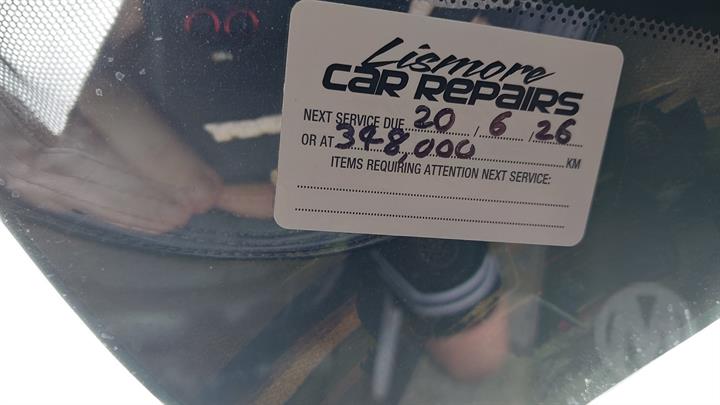 Lismore
CAR REPAIRS
NEXT SERVICE DUE 20 / 6 / 26
OR AT 348,000 KM
ITEMS REQUIRING ATTENTION NEXT SERVICE: